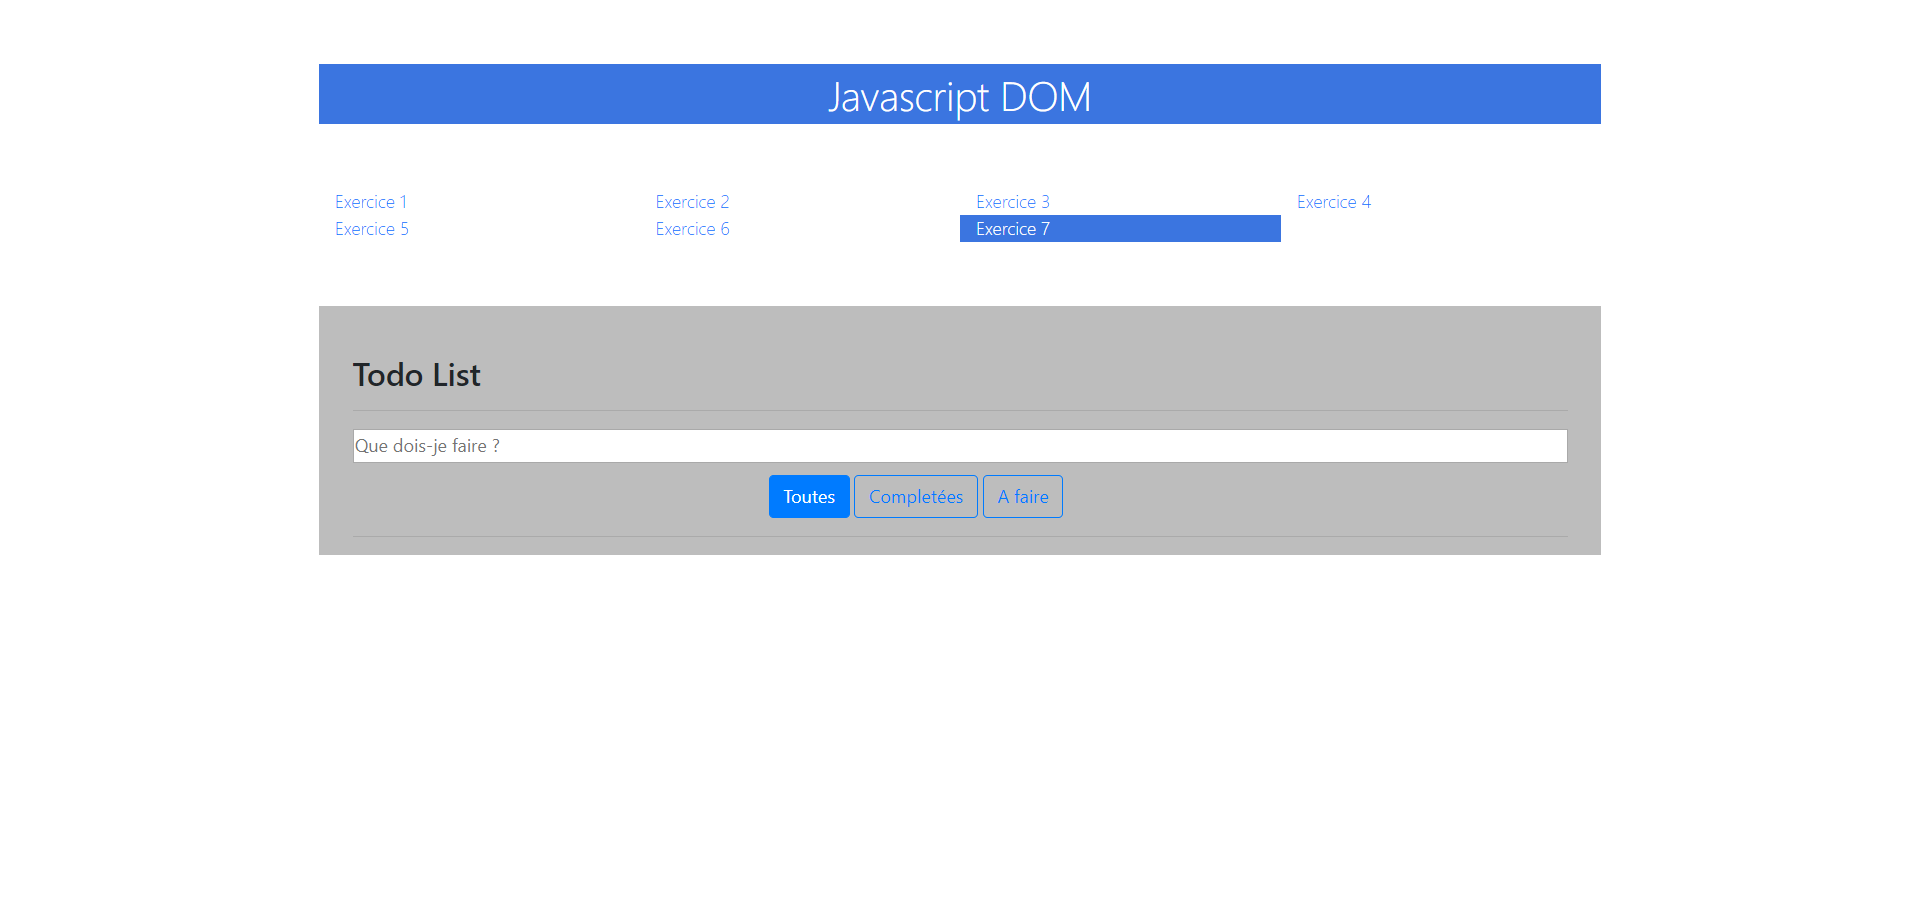 Javascript DOM
Exercice 1 Exercice 2 Exercice 3 Exercice 4
Exercice 5 Exercice 6 Exercice 7
Todo List
Que dois-je faire ?
Toutes Completées A faire